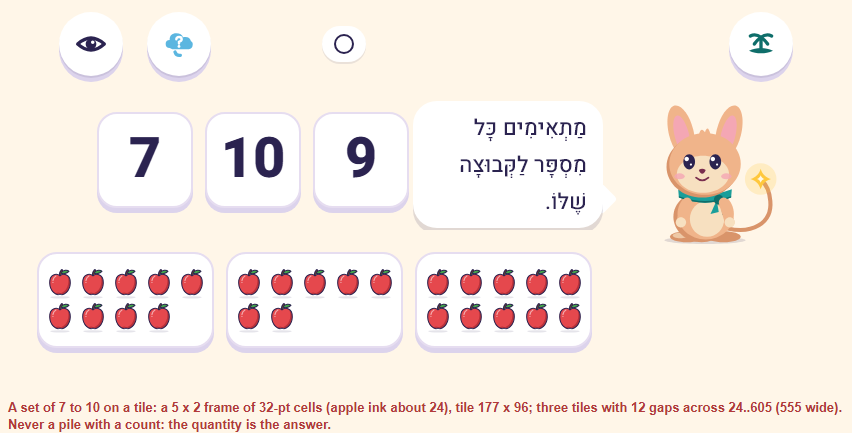 ?
7 10 9
מַתְאִימִים כָּל
מִסְפָּר לַקְּבוּצָה
שֶׁלּוֹ.
A set of 7 to 10 on a tile: a 5 x 2 frame of 32-pt cells (apple ink about 24), tile 177 x 96; three tiles with 12 gaps across 24..605 (555 wide).
Never a pile with a count: the quantity is the answer.